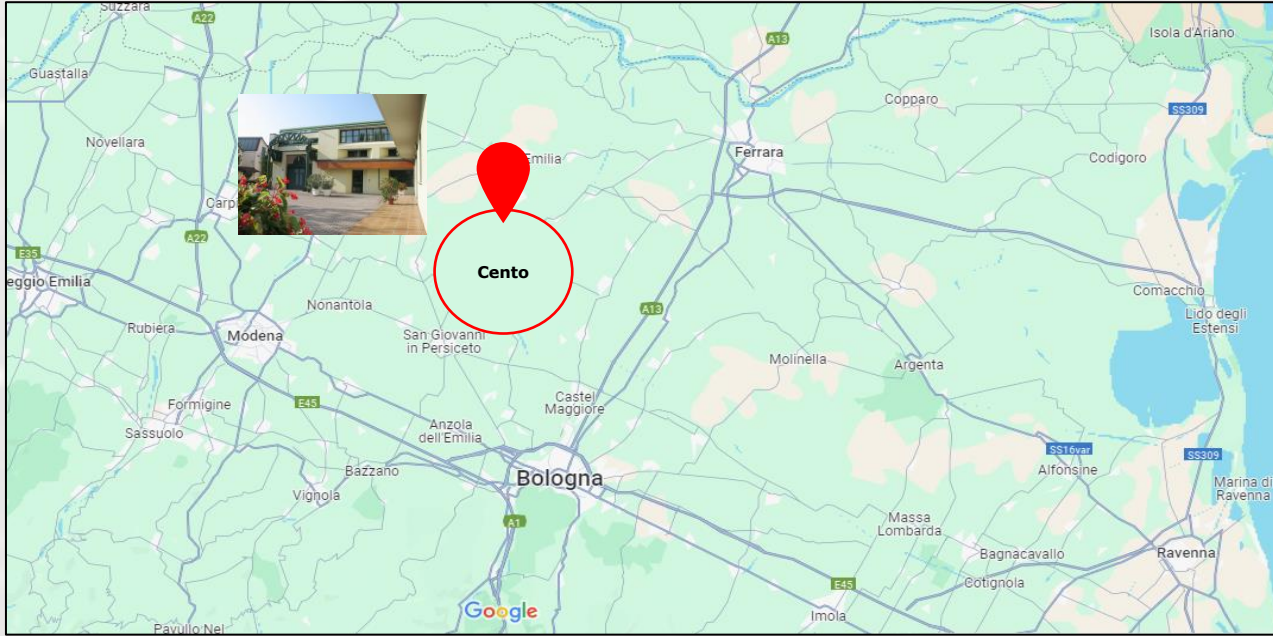 Suzzara
A22
A13
Isola d'Ariano
Guastalla
Copparo
SS309
Novellara
Emilia
Ferrara
Codigoro
Carpi
A22
E35
Cento
eggio Emilia
Comacchio
Nonantola
A13
Lido degli
Estensi
Rubiera
Modena
San Giovanni
in Persiceto
Molinella
Argenta
Formigine
E45
Castel
Maggiore
Sassuolo
Anzola
dell'Emilia
SS16var
SS309
Bazzano
Alfonsine
Bologna
Vignola
Marina di
Ravenna
A1
Massa
Lombarda
Bagnacavallo
Ravenna
E45
Cotignola
Google
Imola
Pavullo Nel